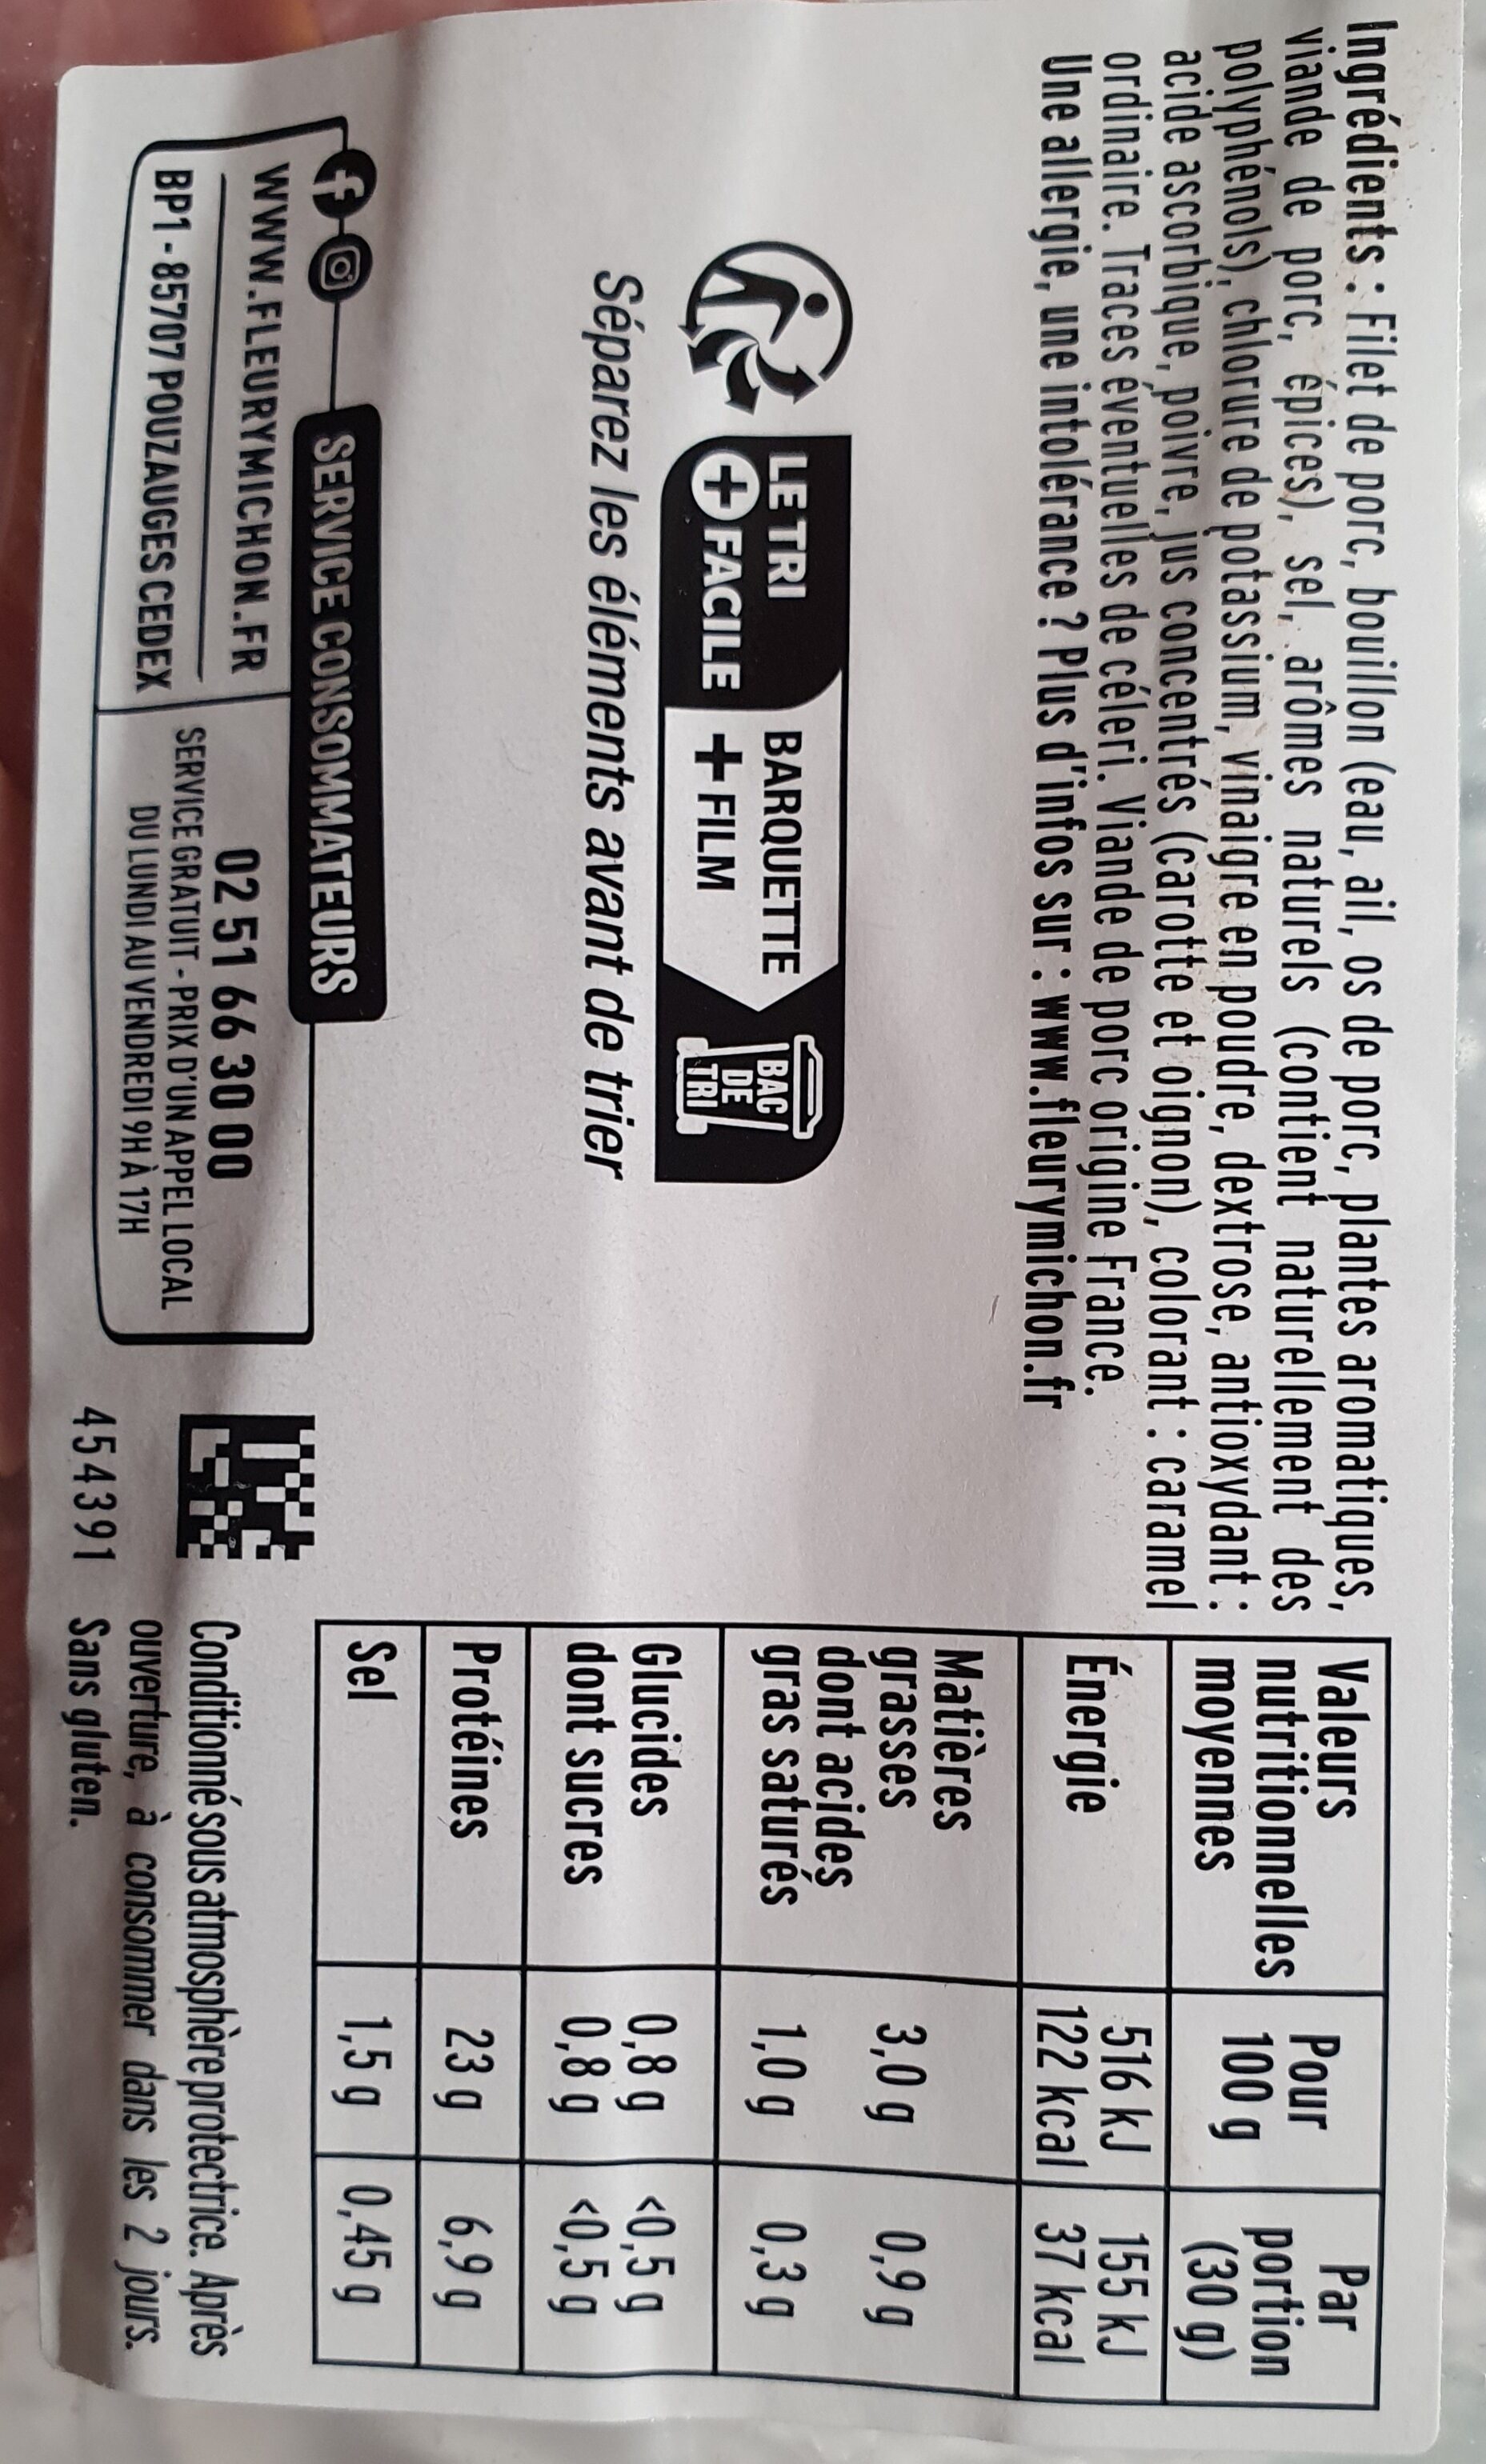 Ingrédients : Filet de porc, bouillon (eau, ail, os de porc, plantes aromatiques,
viande de porc, épices), sel, arômes naturels (contient naturellement des
polyphénols), chlorure de potassium, vinaigre en poudre, dextrose, antioxydant :
acide ascorbique, poivre, jus concentrés (carotte et oignon), colorant : caramel
ordinaire. Traces éventuelles de céleri. Viande de porc origine France.
Une allergie, une intolérance ? Plus d'infos sur : www.fleurymichon.fr
LE TRI
+ FACILE
BARQUETTE
+ FILM
BAC
DE
TRI
Séparez les éléments avant de trier
SERVICE CONSOMMATEURS
WWW.FLEURYMICHON.FR
BP1 - 85707 POUZAUGES CEDEX
02 51 66 30 00
SERVICE GRATUIT - PRIX D'UN APPEL LOCAL
DU LUNDI AU VENDREDI 9H À 17H
454391
Valeurs nutritionnelles moyennes Pour 100 g Par portion (30 g)
Énergie 516 kJ 155 kJ
122 kcal 37 kcal
Matières
grasses 3,0 g 0,9 g
dont acides
gras saturés 1,0 g 0,3 g
Glucides 0,8 g <0,5 g
dont sucres 0,8 g <0,5 g
Protéines 23 g 6,9 g
Sel 1,5 g 0,45 g
Conditionné sous atmosphère protectrice. Après
ouverture, à consommer dans les 2 jours.
Sans gluten.